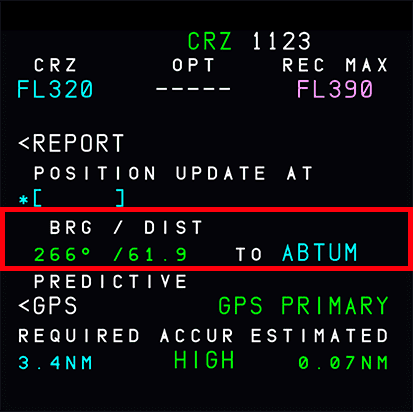 CRZ 1123
CRZ OPT REC MAX
FL320 ----- FL390
<REPORT
POSITION UPDATE AT
*[ ]
BRG / DIST
266° /61.9 TO ABTUM
PREDICTIVE
<GPS GPS PRIMARY
REQUIRED ACCUR ESTIMATED
3.4NM HIGH 0.07NM